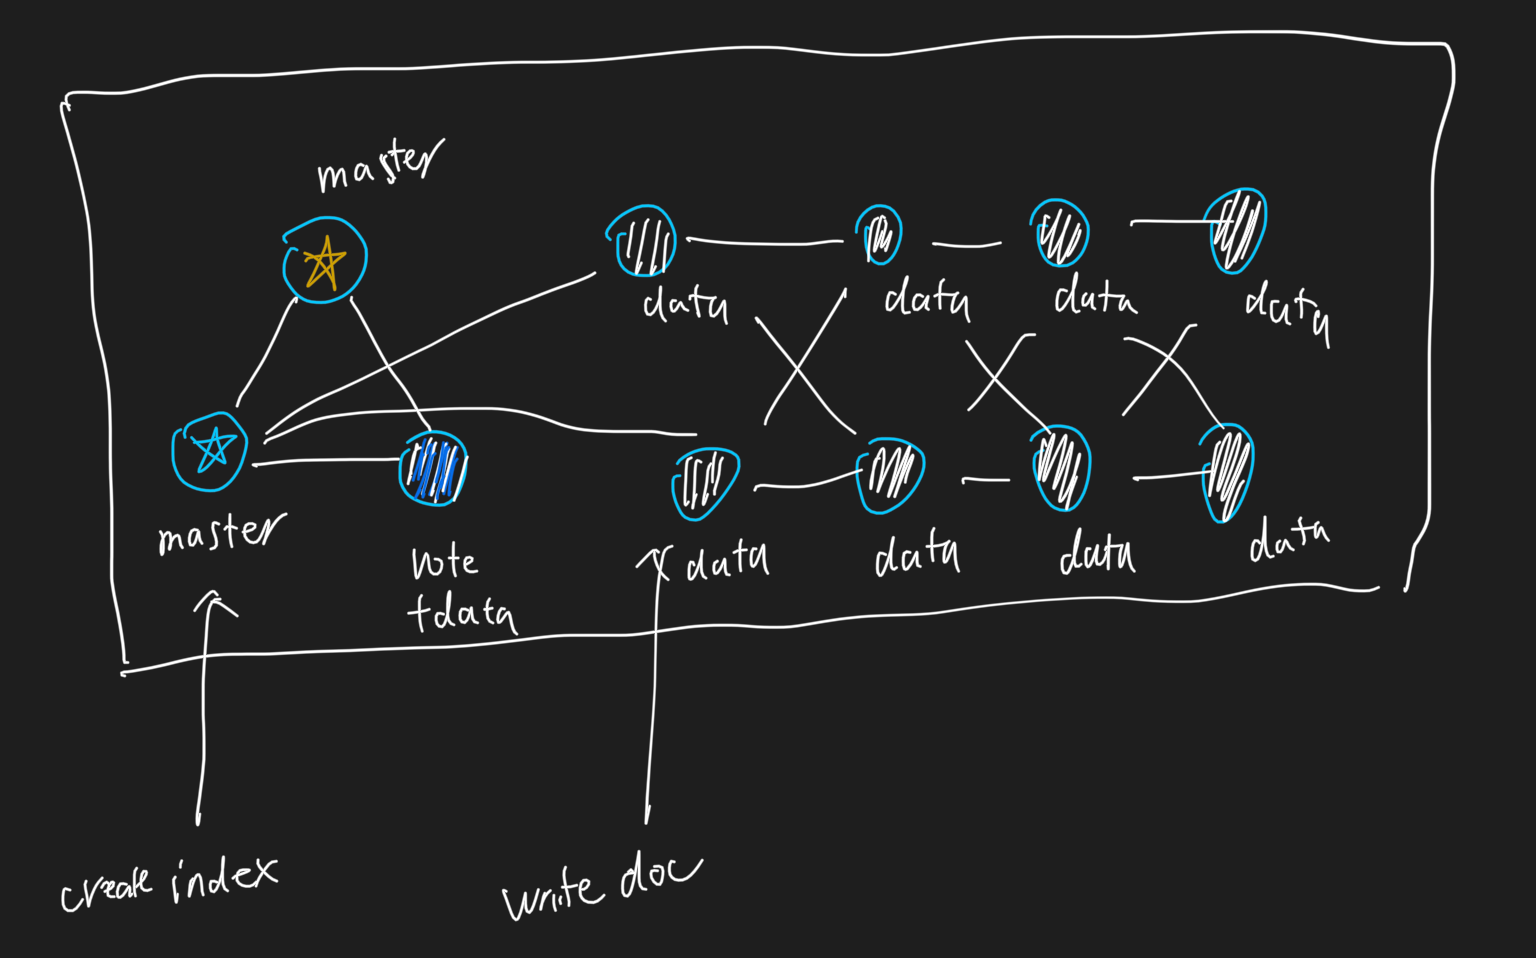 master
data
data
data
data
master
vote
+data
data
data
data
data
create index
write doc